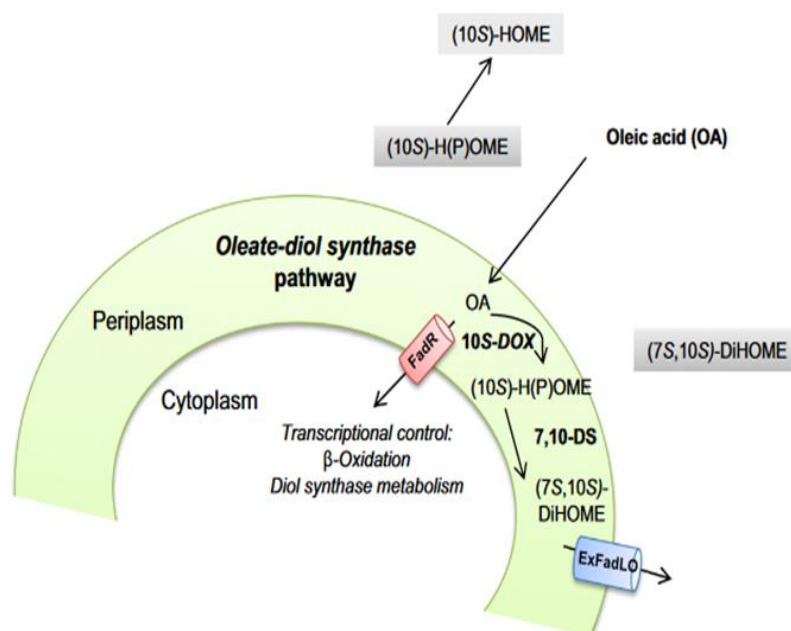 (10S)-HOME
(10S)-H(P)OME
Oleic acid (OA)
Oleate-diol synthase
pathway
Periplasm
Cytoplasm
OA
10S-DOX
FadR
(10S)-H(P)OME
7,10-DS
(7S,10S)-
DiHOME
(7S,10S)-DiHOME
Transcriptional control:
β-Oxidation
Diol synthase metabolism
ExFadLO